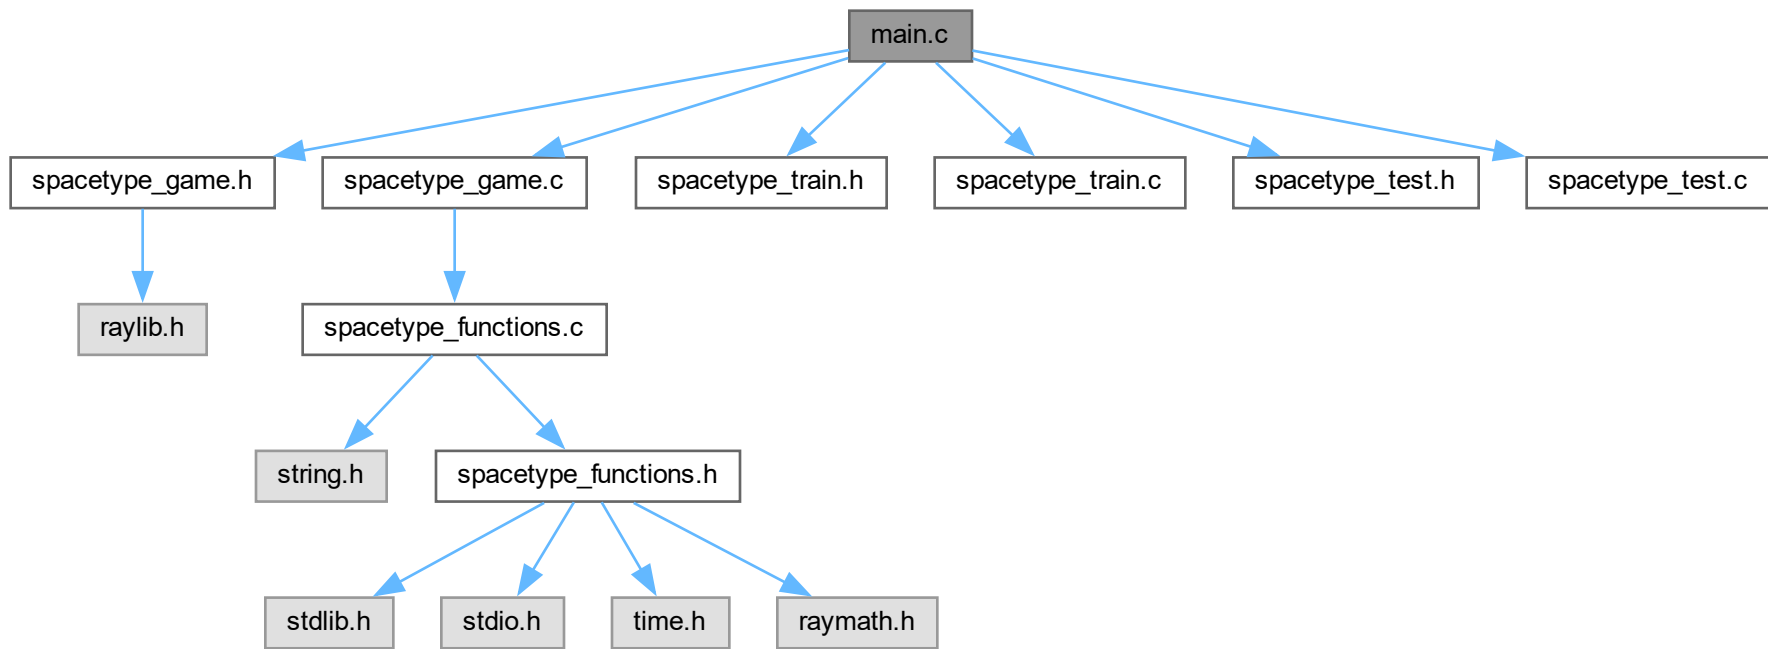 main.c
spacetype_game.h
spacetype_game.c
spacetype_train.h
spacetype_train.c
spacetype_test.h
spacetype_test.c
raylib.h
spacetype_functions.c
string.h
spacetype_functions.h
stdlib.h
stdio.h
time.h
raymath.h